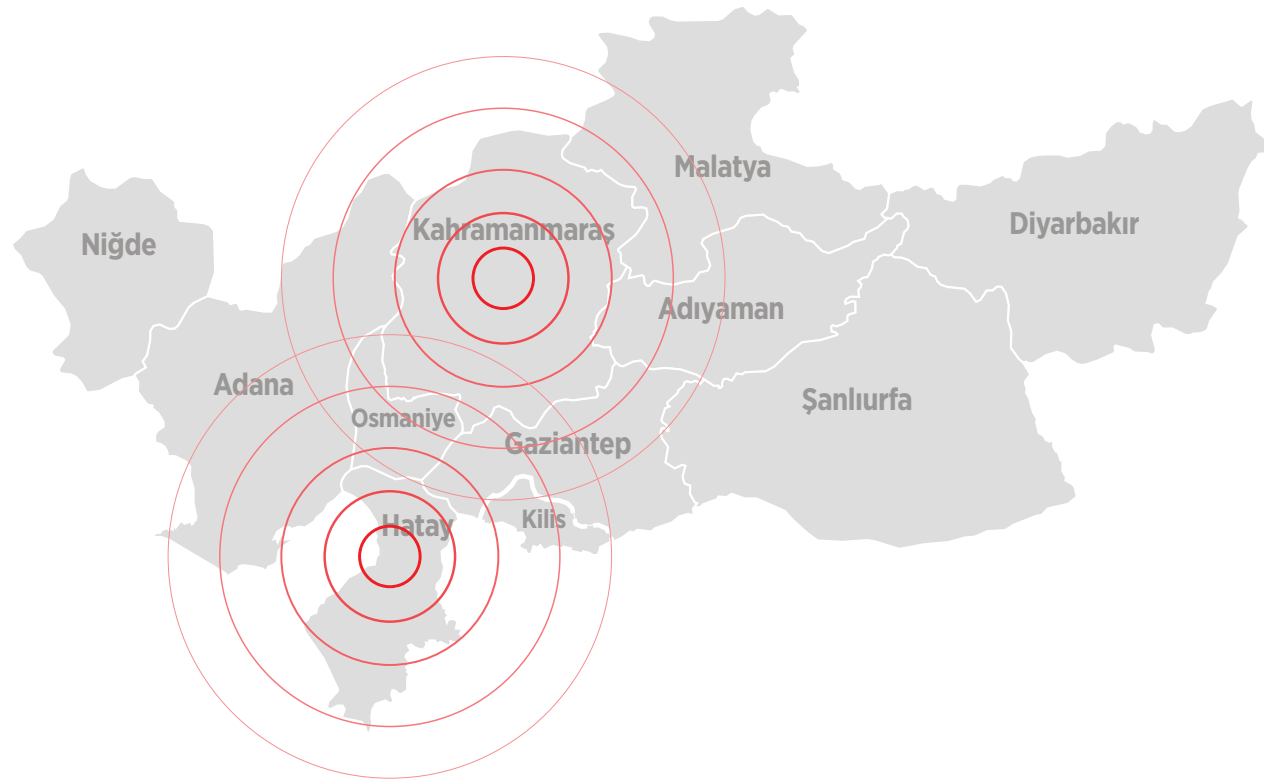 Malatya
Kahramanmaraş
Diyarbakır
Niğde
Adıyaman
Adana
Şanlıurfa
Osmaniye
Gaziantep
Hatay
Kilis